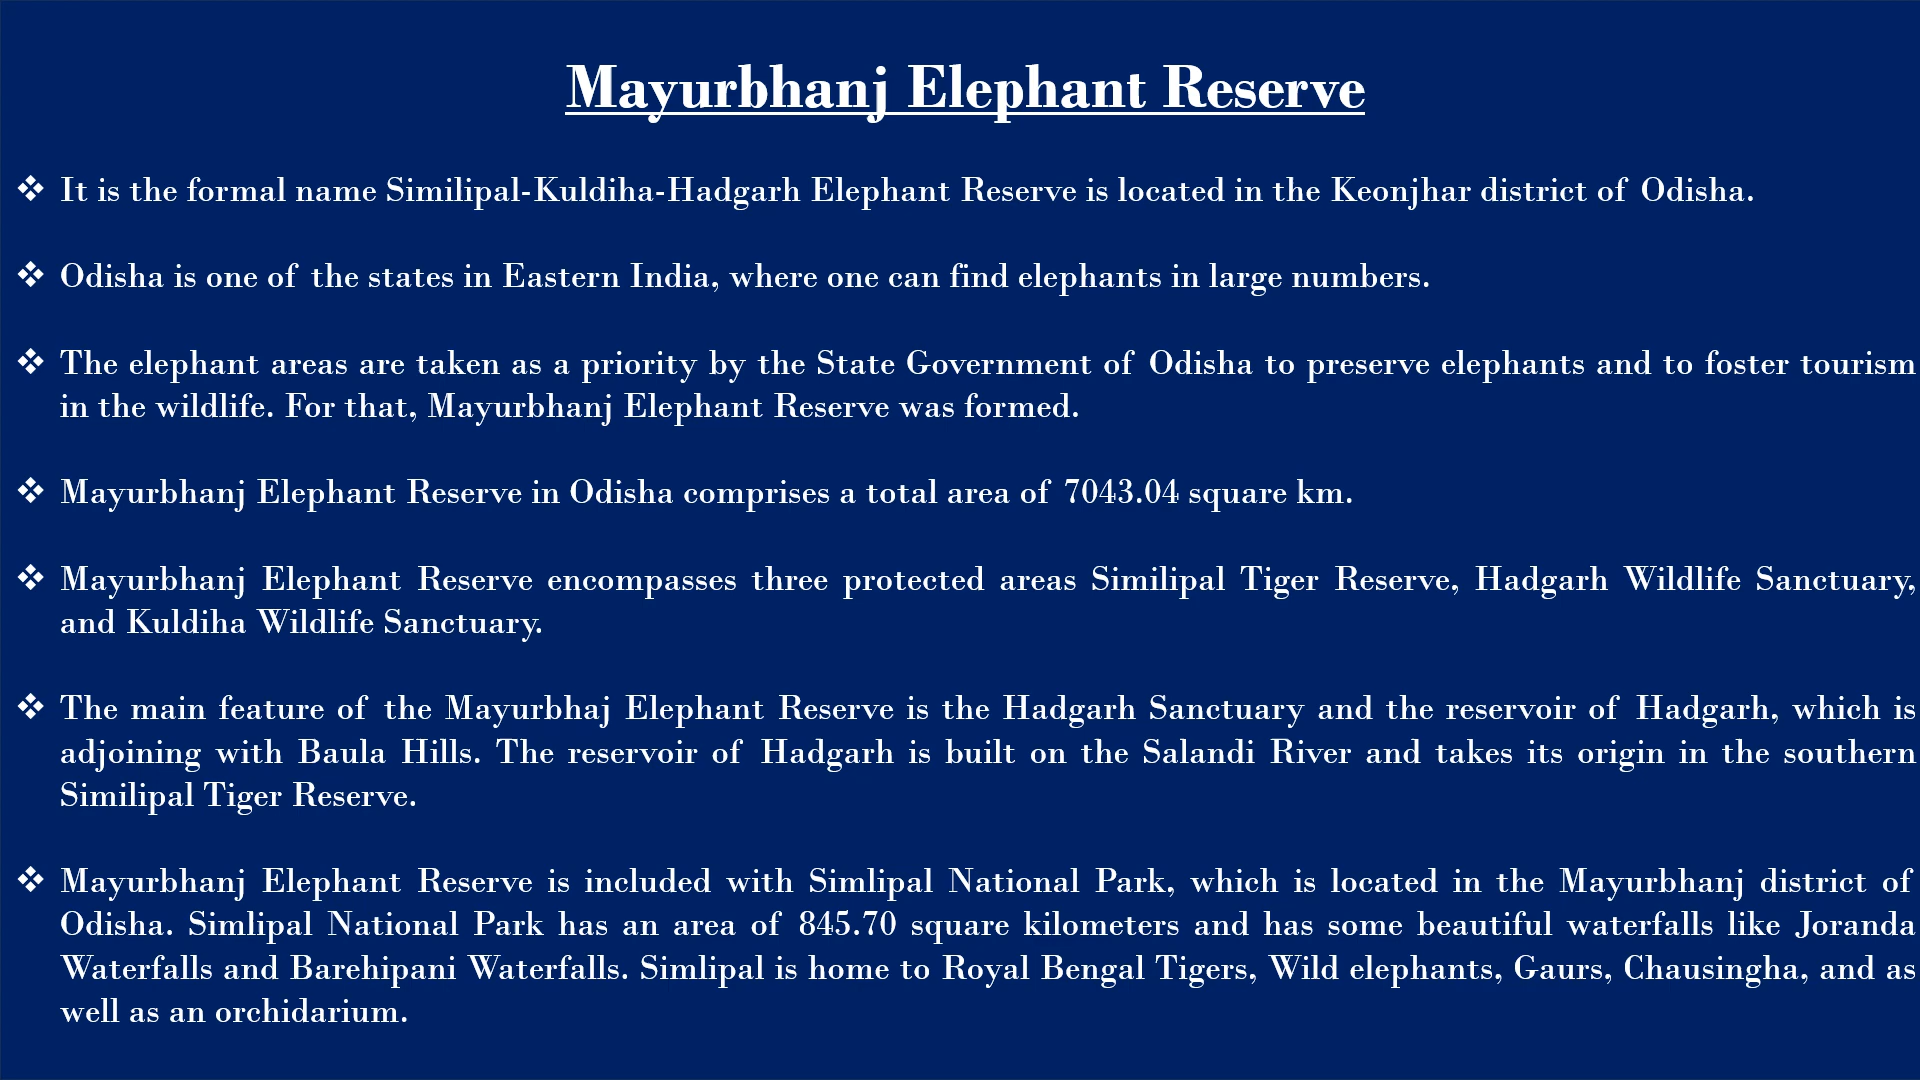 Mayurbhanj Elephant Reserve
❖ It is the formal name Similipal-Kuldiha-Hadgarh Elephant Reserve is located in the Keonjhar district of Odisha.
❖ Odisha is one of the states in Eastern India, where one can find elephants in large numbers.
❖ The elephant areas are taken as a priority by the State Government of Odisha to preserve elephants and to foster tourism
in the wildlife. For that, Mayurbhanj Elephant Reserve was formed.
❖ Mayurbhanj Elephant Reserve in Odisha comprises a total area of 7043.04 square km.
❖ Mayurbhanj Elephant Reserve encompasses three protected areas Similipal Tiger Reserve, Hadgarh Wildlife Sanctuary,
and Kuldiha Wildlife Sanctuary.
❖ The main feature of the Mayurbhaj Elephant Reserve is the Hadgarh Sanctuary and the reservoir of Hadgarh, which is
adjoining with Baula Hills. The reservoir of Hadgarh is built on the Salandi River and takes its origin in the southern
Similipal Tiger Reserve.
❖ Mayurbhanj Elephant Reserve is included with Simlipal National Park, which is located in the Mayurbhanj district of
Odisha. Simlipal National Park has an area of 845.70 square kilometers and has some beautiful waterfalls like Joranda
Waterfalls and Barehipani Waterfalls. Simlipal is home to Royal Bengal Tigers, Wild elephants, Gaurs, Chausingha, and as
well as an orchidarium.